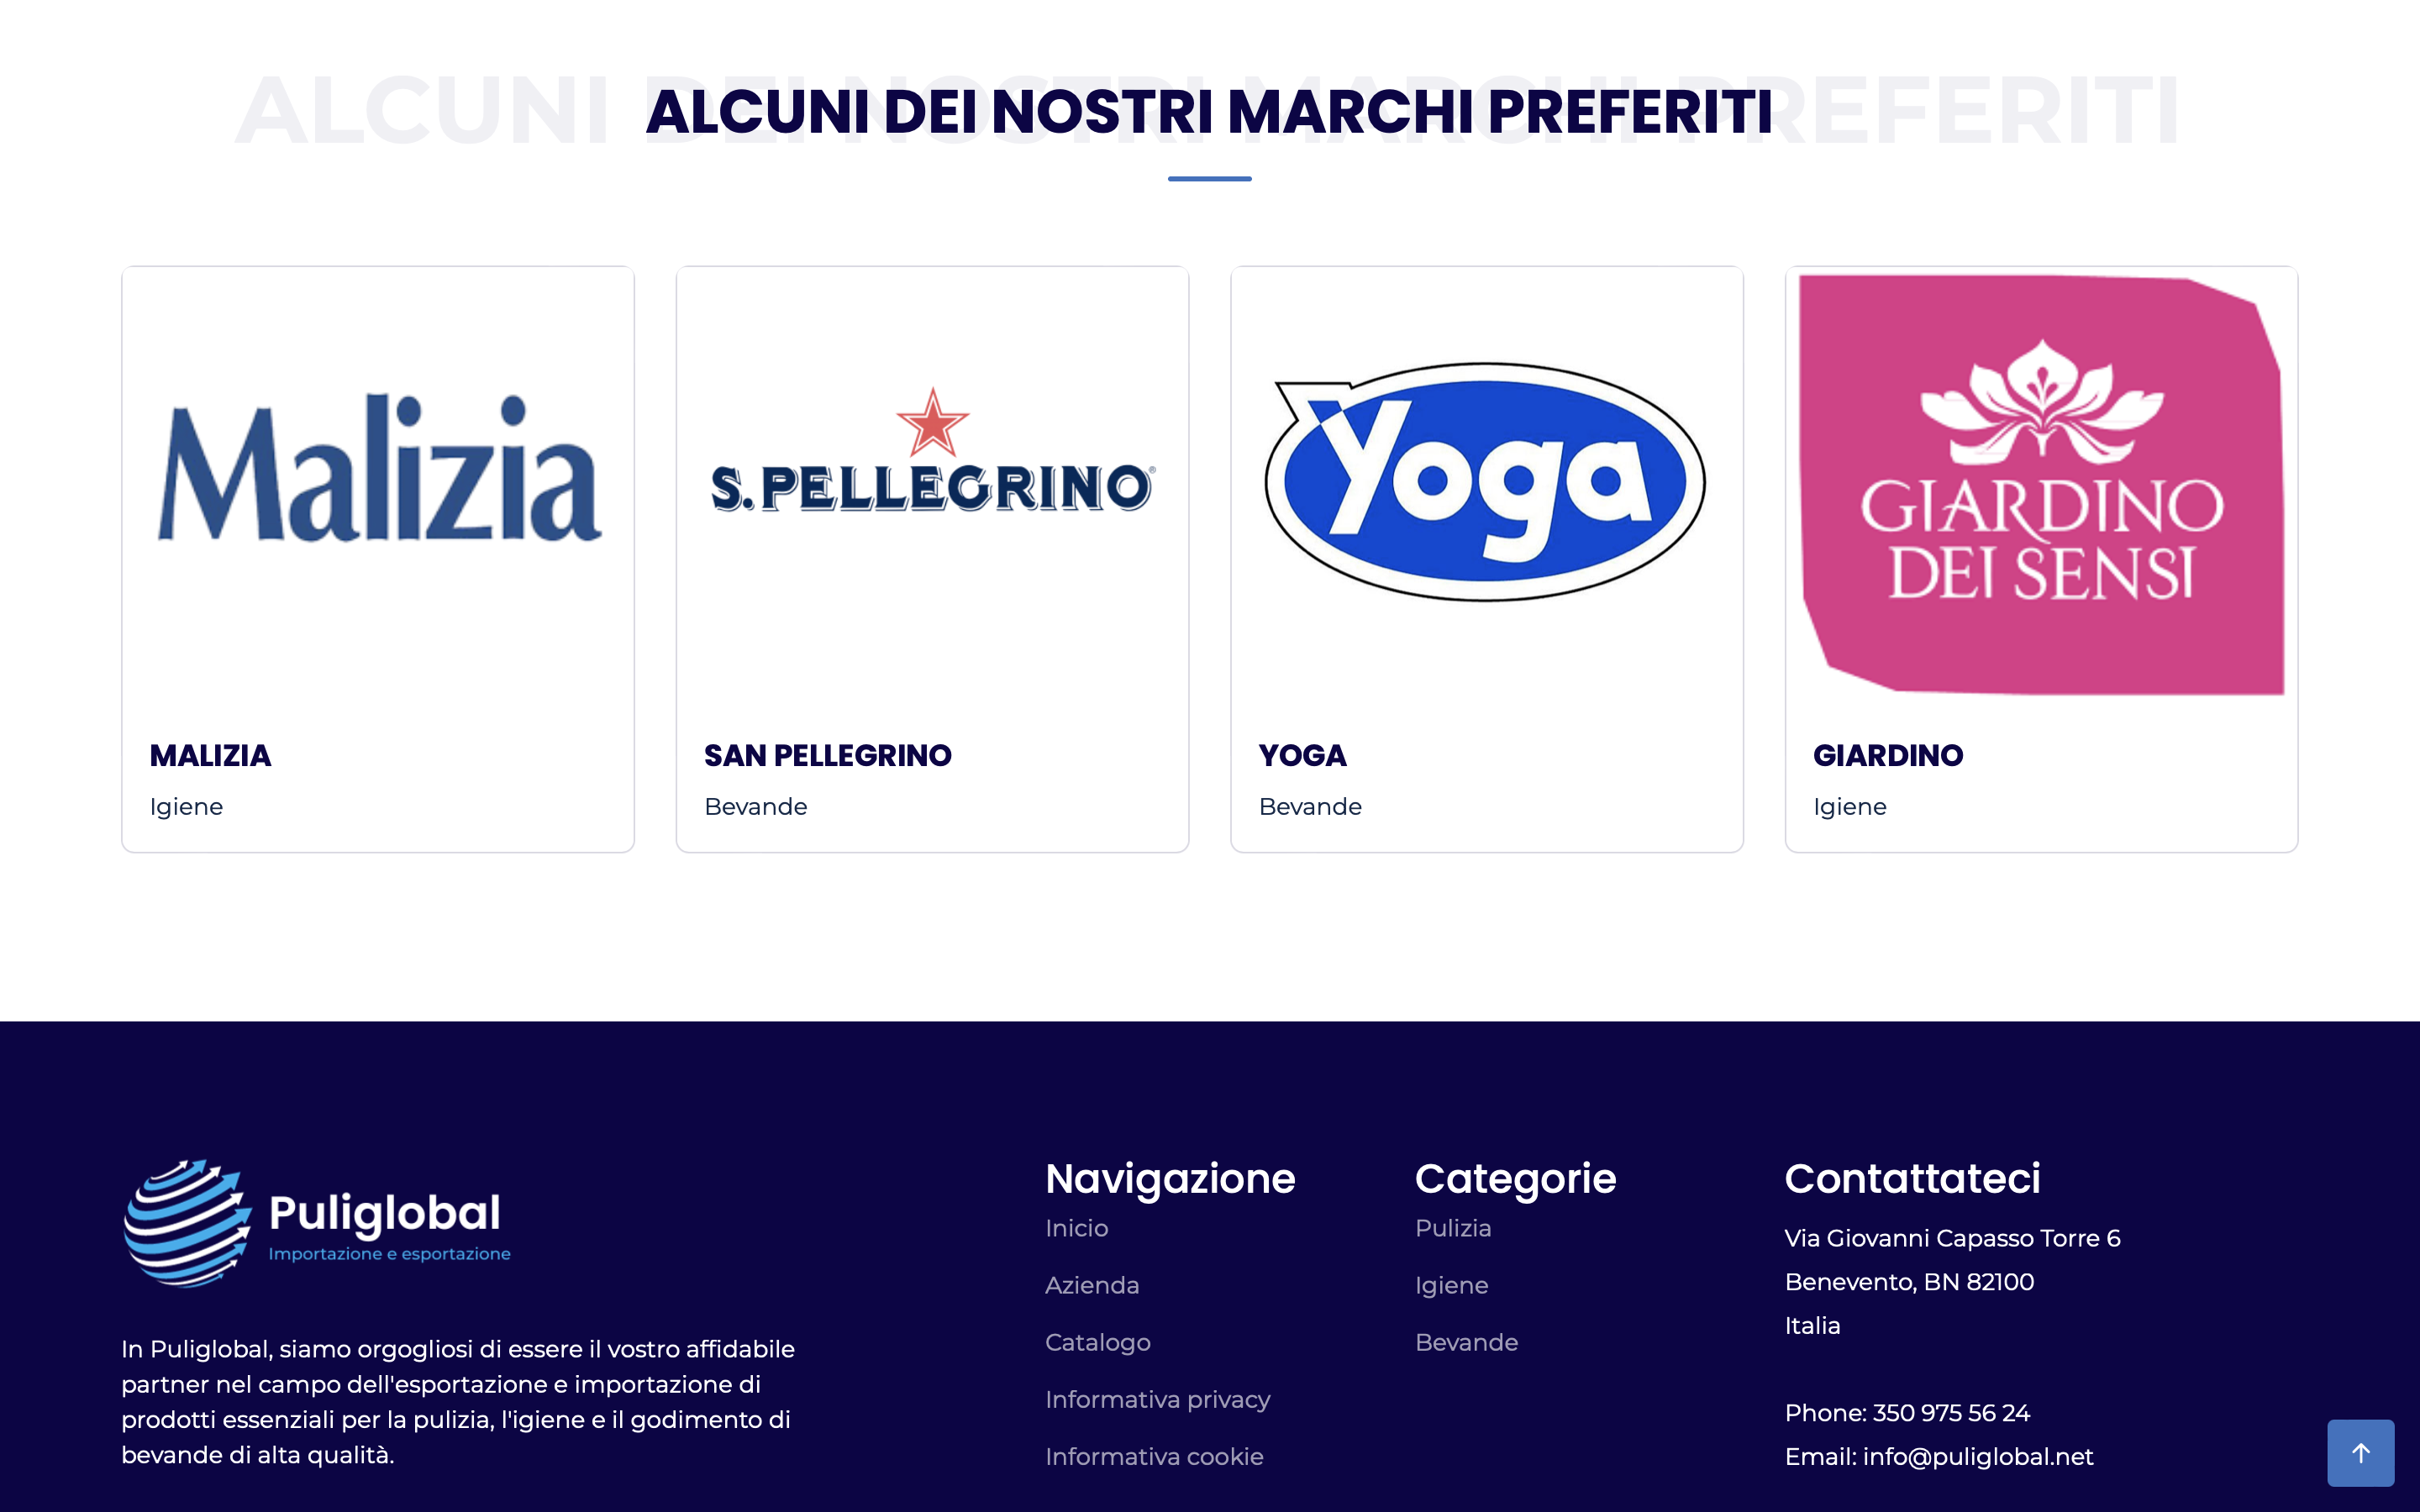 ALCUNI DEI NOSTRI MARCHI PREFERITI
ALCUNI DEI NOSTRI MARCHI PREFERITI
Malizia
S.PELLEGRINO®
Yoga
GIARDINO
DEI SENSI
MALIZIA
Igiene
SAN PELLEGRINO
Bevande
YOGA
Bevande
GIARDINO
Igiene
Puliglobal
Importazione e esportazione
In Puliglobal, siamo orgogliosi di essere il vostro affidabile
partner nel campo dell'esportazione e importazione di
prodotti essenziali per la pulizia, l'igiene e il godimento di
bevande di alta qualità.
Navigazione
Inicio
Azienda
Catalogo
Informativa privacy
Informativa cookie
Categorie
Pulizia
Igiene
Bevande
Contattateci
Via Giovanni Capasso Torre 6
Benevento, BN 82100
Italia
Phone: 350 975 56 24
Email: info@puliglobal.net